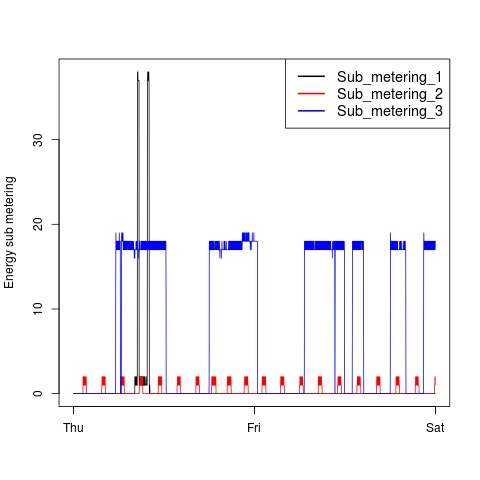 Sub_metering_1
Sub_metering_2
Sub_metering_3
Energy sub metering
30
20
10
0
Thu Fri Sat